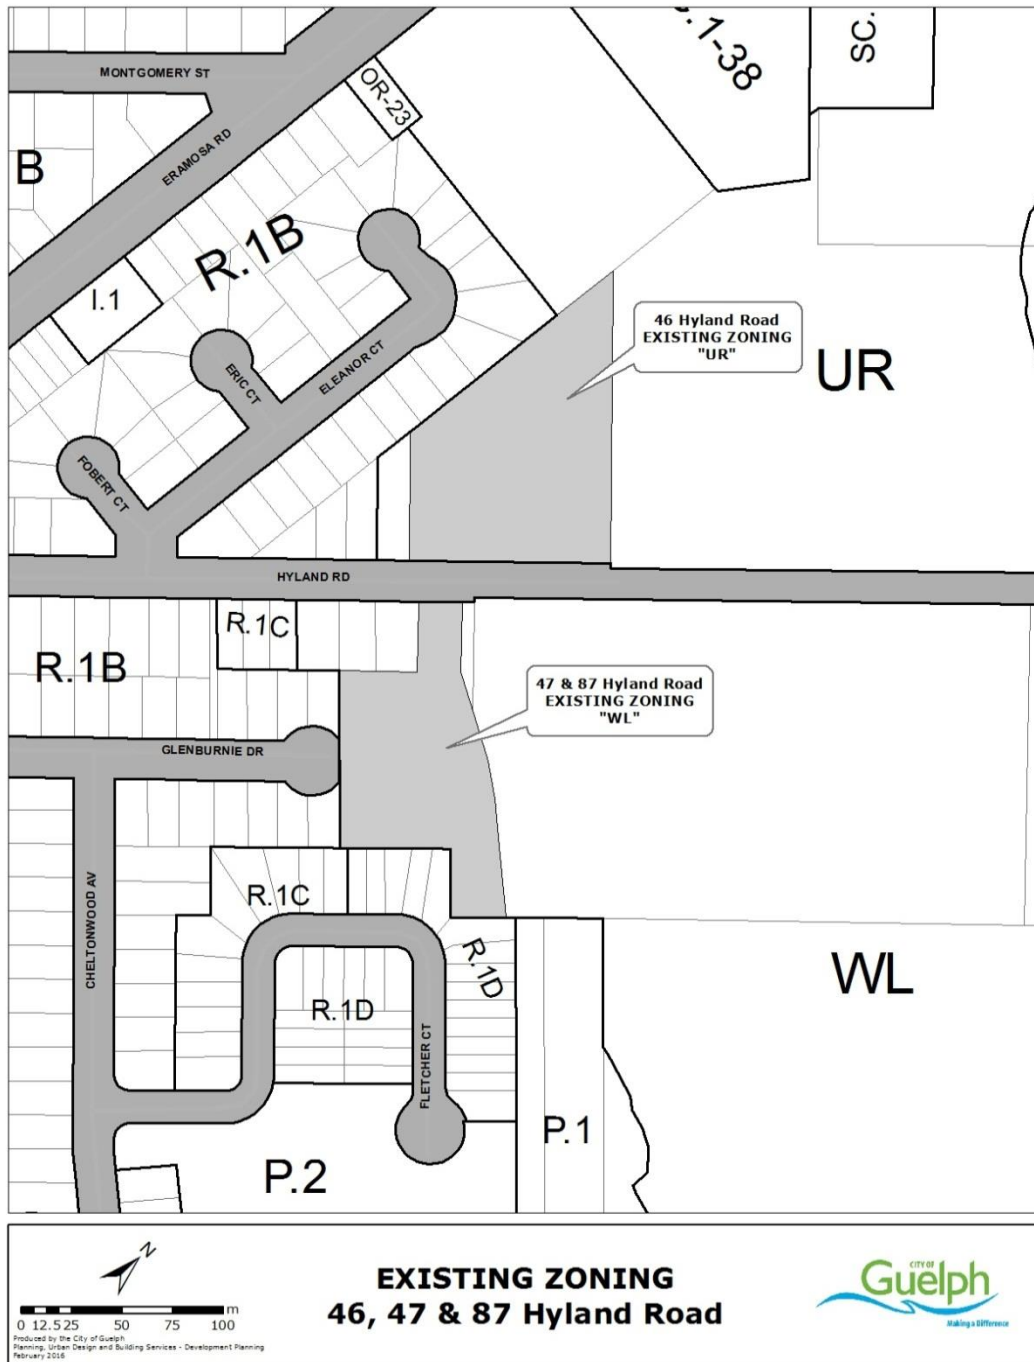 MONTGOMERY ST
OR-23
.1-38
SC.
ERAMOSA RD
B
R.1B
I.1
46 Hyland Road
EXISTING ZONING
"UR"
UR
ERIC CT
ELEANOR CT
FOBERT CT
HYLAND RD
R.1C
R.1B
47 & 87 Hyland Road
EXISTING ZONING
"WL"
GLENBURNIE DR
R.1C
CHELTONWOOD AV
R.1D
R.1D
WL
FLETCHER CT
P.1
P.2
N
m
0 12.5 25 50 75 100
Produced by the City of Guelph
Planning, Urban Design and Building Services - Development Planning
February 2016
EXISTING ZONING
46, 47 & 87 Hyland Road
CITY OF
Guelph
Making a Difference